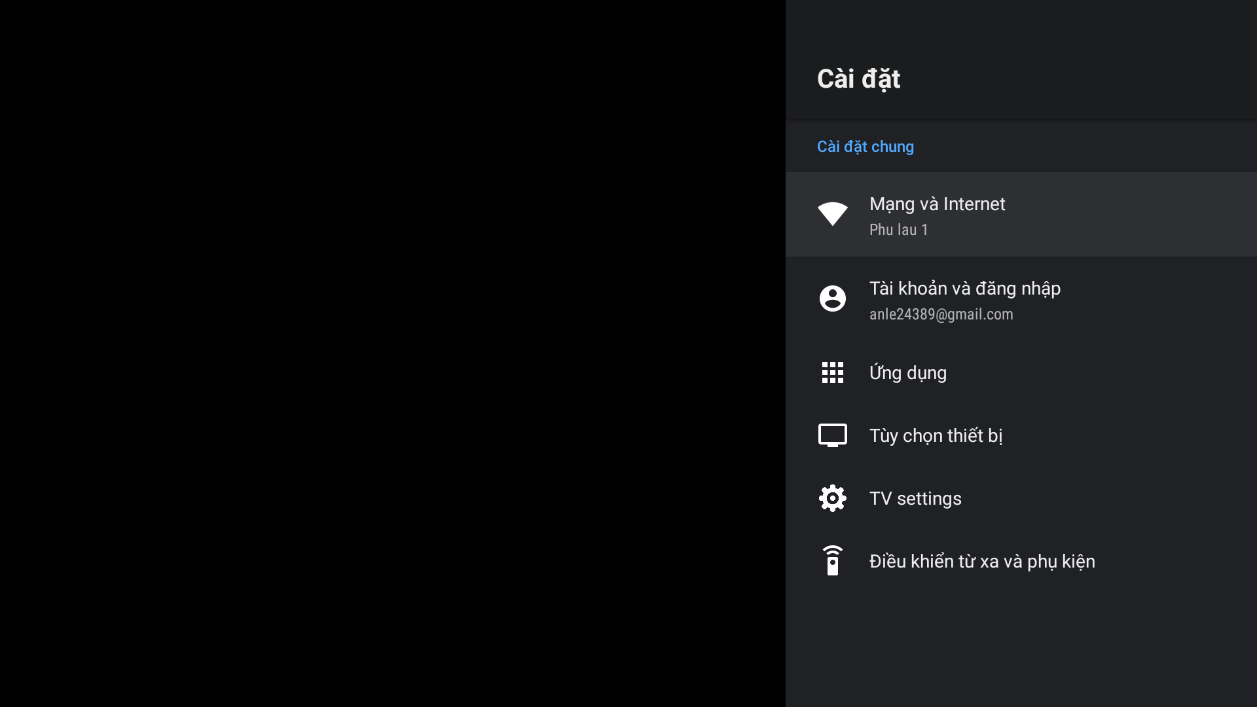 Cài đặt
Cài đặt chung
Mạng và Internet
Phu lau 1
Tài khoản và đăng nhập
anle24389@gmail.com
Ứng dụng
Tùy chọn thiết bị
TV settings
Điều khiển từ xa và phụ kiện